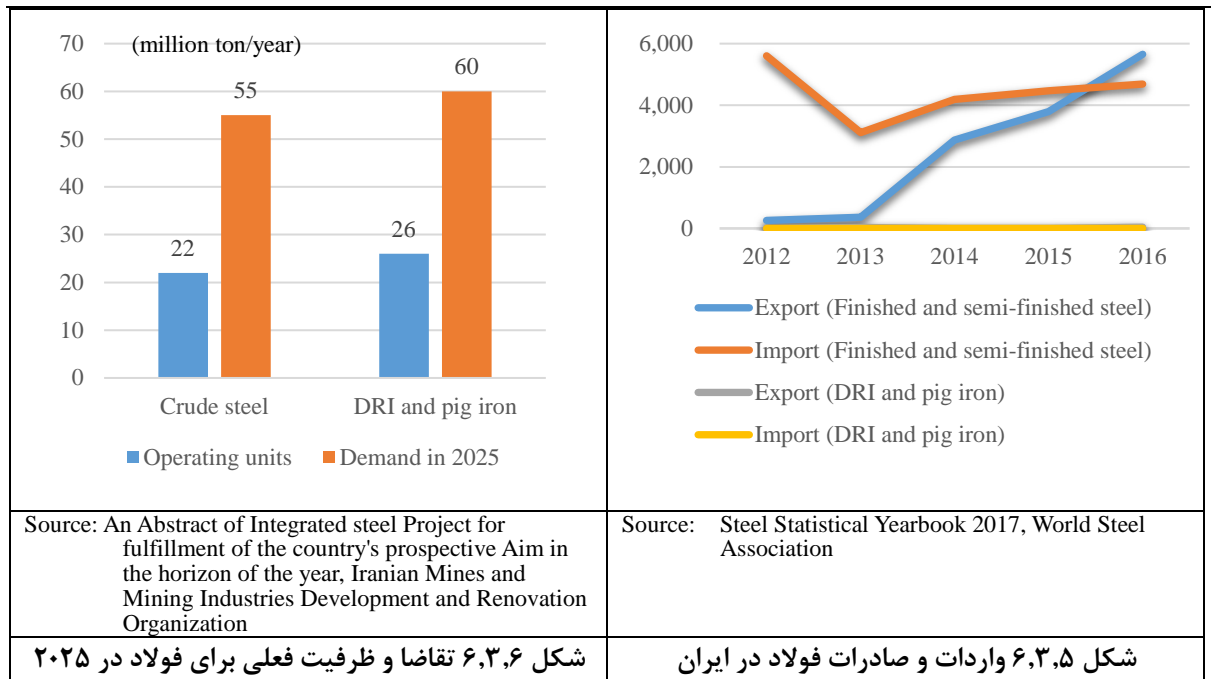 (million ton/year)
70
60
50
40
30
20
10
0
22
55
26
60
Crude steel
DRI and pig iron
Operating units
Demand in 2025
6,000
4,000
2,000
0
2012
2013
2014
2015
2016
Export (Finished and semi-finished steel)
Import (Finished and semi-finished steel)
Export (DRI and pig iron)
Import (DRI and pig iron)
Source: An Abstract of Integrated steel Project for
fulfillment of the country's prospective Aim in
the horizon of the year, Iranian Mines and
Mining Industries Development and Renovation
Organization
Source: Steel Statistical Yearbook 2017, World Steel
Association
شکل ۶٫۳٫۶ تقاضا و ظرفیت فعلی برای فولاد در ۲۰۲۵
شکل ۶٫۳٫۵ واردات و صادرات فولاد در ایران